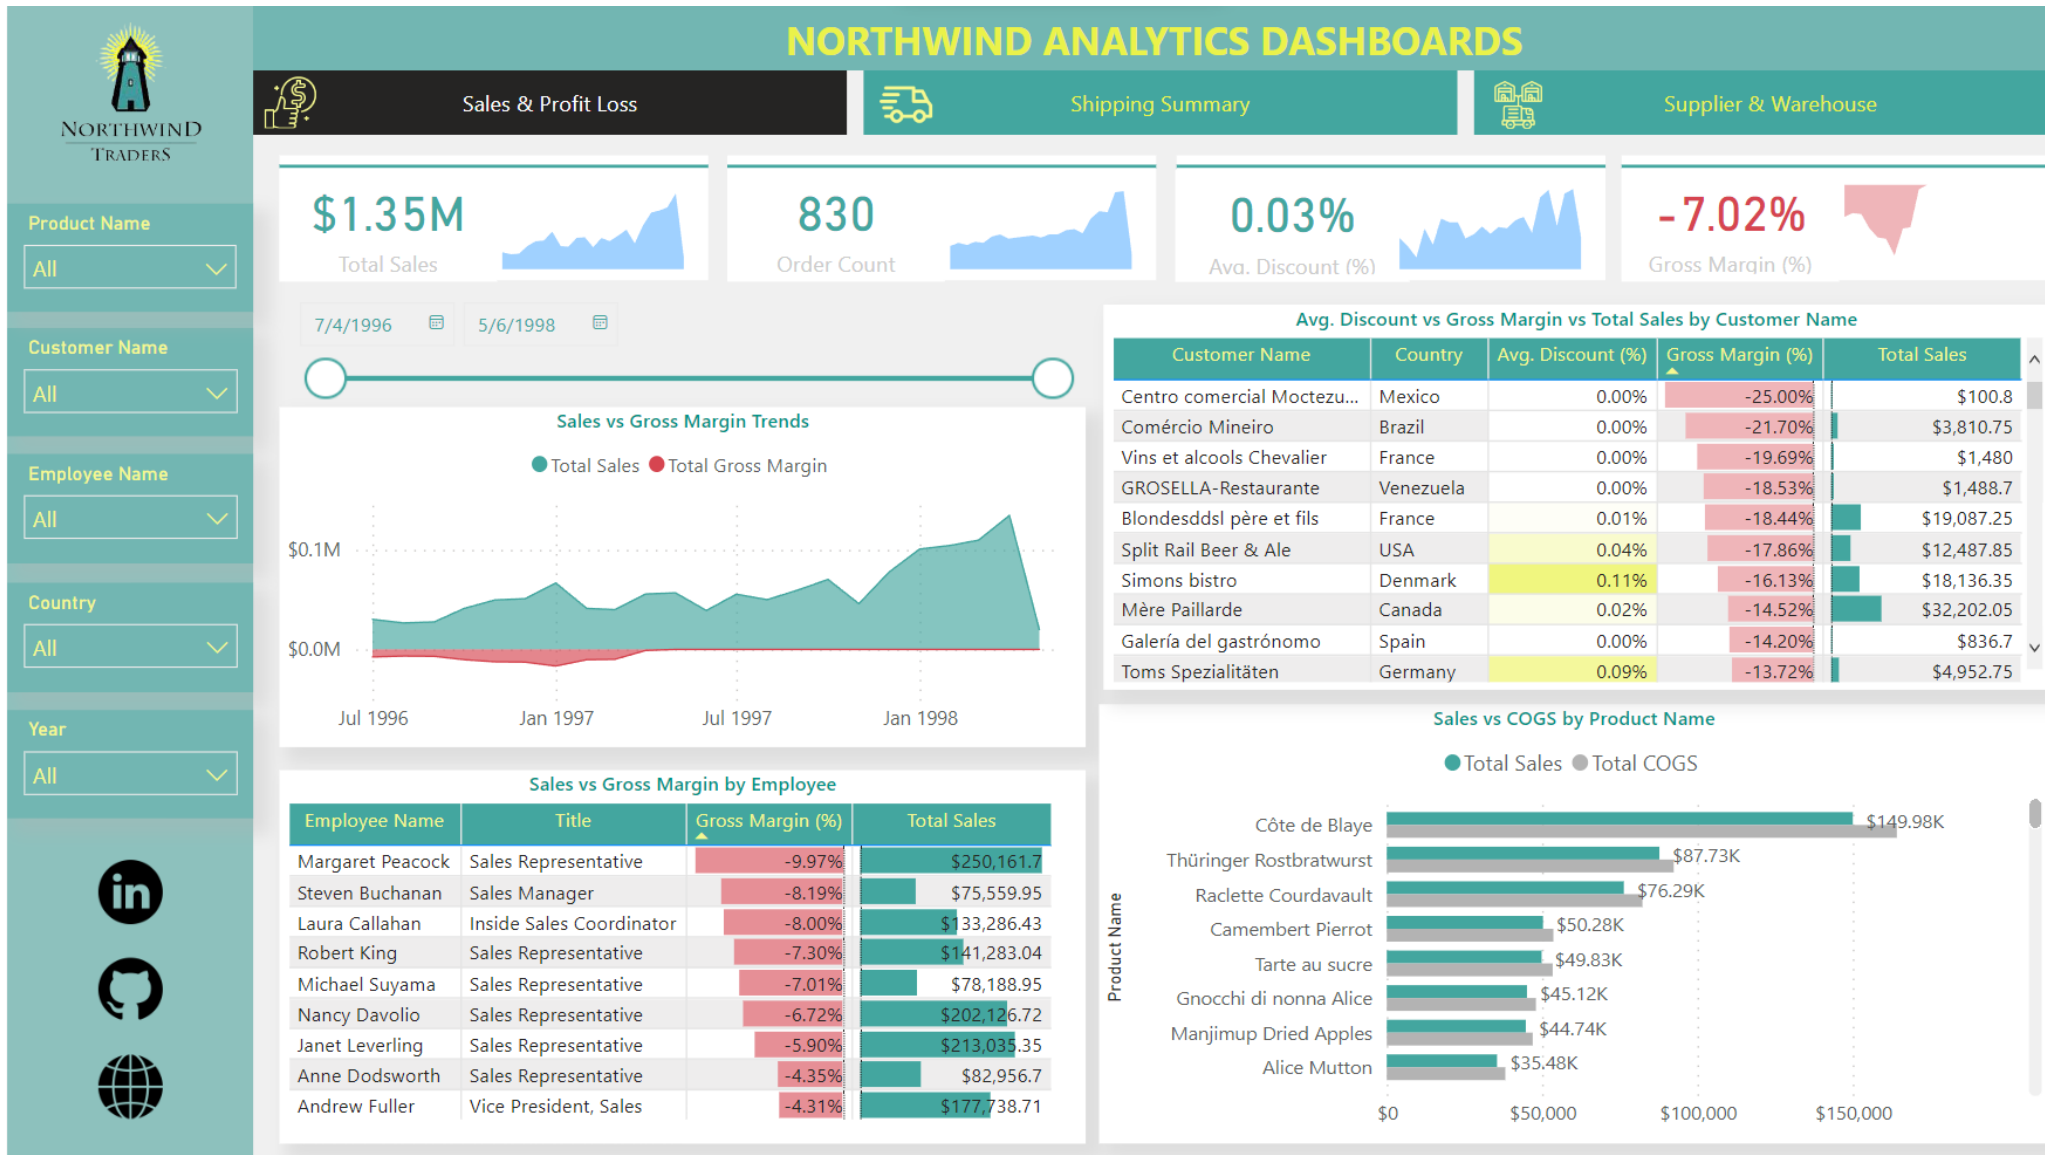 NORTHWIND
TRADERS
NORTHWIND ANALYTICS DASHBOARDS
Sales & Profit Loss
Shipping Summary
Supplier & Warehouse
Product Name
All
Customer Name
All
Employee Name
All
Country
All
Year
All
in
$1.35M
Total Sales
830
Order Count
0.03%
Avg. Discount (%)
-7.02%
Gross Margin (%)
7/4/1996
5/6/1998
Sales vs Gross Margin Trends
Total Sales Total Gross Margin
$0.1M
$0.0M
Jul 1996 Jan 1997 Jul 1997 Jan 1998
Sales vs Gross Margin by Employee
Employee Name Title Gross Margin (%) Total Sales
Margaret Peacock Sales Representative -9.97% $250,161.7
Steven Buchanan Sales Manager -8.19% $75,559.95
Laura Callahan Inside Sales Coordinator -8.00% $133,286.43
Robert King Sales Representative -7.30% $141,283.04
Michael Suyama Sales Representative -7.01% $78,188.95
Nancy Davolio Sales Representative -6.72% $202,126.72
Janet Leverling Sales Representative -5.90% $213,035.35
Anne Dodsworth Sales Representative -4.35% $82,956.7
Andrew Fuller Vice President, Sales -4.31% $177,738.71
Avg. Discount vs Gross Margin vs Total Sales by Customer Name
Customer Name Country Avg. Discount (%) Gross Margin (%) Total Sales
Centro comercial Moctezu... Mexico 0.00% -25.00% $100.8
Comércio Mineiro Brazil 0.00% -21.70% $3,810.75
Vins et alcools Chevalier France 0.00% -19.69% $1,480
GROSELLA-Restaurante Venezuela 0.00% -18.53% $1,488.7
Blondesddsl père et fils France 0.01% -18.44% $19,087.25
Split Rail Beer & Ale USA 0.04% -17.86% $12,487.85
Simons bistro Denmark 0.11% -16.13% $18,136.35
Mère Paillarde Canada 0.02% -14.52% $32,202.05
Galería del gastrónomo Spain 0.00% -14.20% $836.7
Toms Spezialitäten Germany 0.09% -13.72% $4,952.75
Sales vs COGS by Product Name
Total Sales Total COGS
Product Name
Côte de Blaye $149.98K
Thüringer Rostbratwurst $87.73K
Raclette Courdavault $76.29K
Camembert Pierrot $50.28K
Tarte au sucre $49.83K
Gnocchi di nonna Alice $45.12K
Manjimup Dried Apples $44.74K
Alice Mutton $35.48K
$0 $50,000 $100,000 $150,000